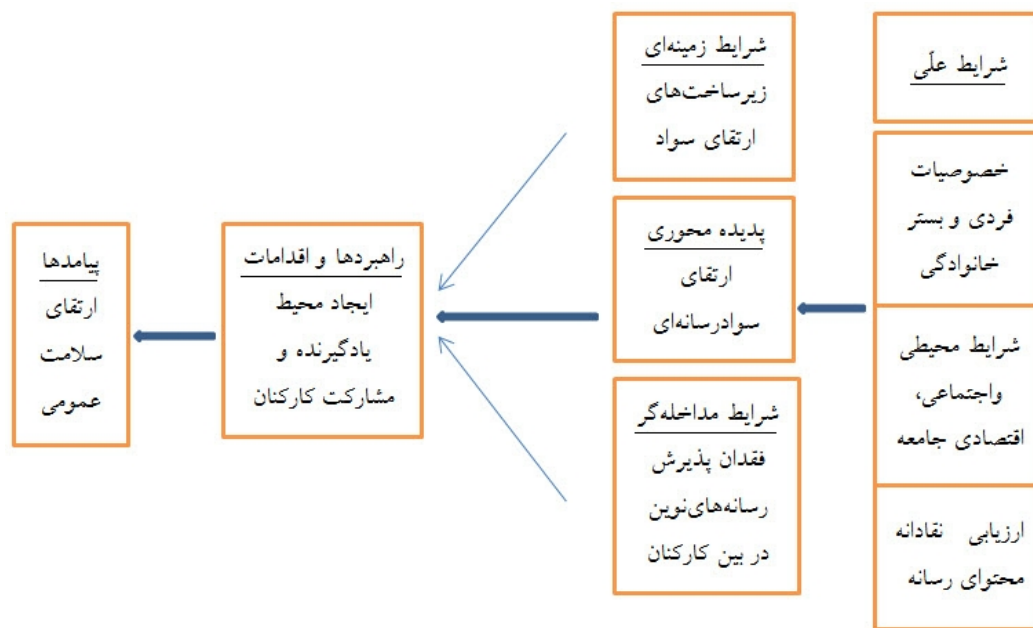 شرایط علّی
خصوصیات
فردی و بستر
خانوادگی
شرایط محیطی
واجتماعی،
اقتصادی جامعه
ارزیابی نقادانه
محتوای رسانه
شرایط زمینه‌ای
زیرساخت‌های
ارتقای سواد
پدیده محوری
ارتقای
سوادرسانه‌ای
شرایط مداخله‌گر
فقدان پذیرش
رسانه‌های‌نوین
در بین کارکنان
راهبردها و اقدامات
ایجاد محیط
یادگیرنده و
مشارکت کارکنان
پیامدها
ارتقای
سلامت
عمومی